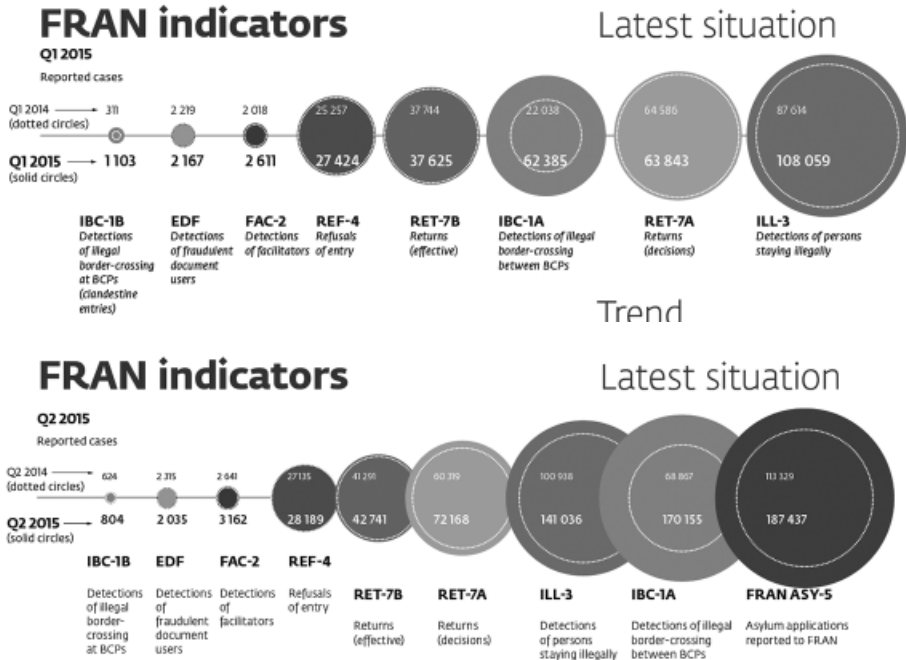 FRAN indicators
Latest situation
Q1 2015
Reported cases
Q1 2014 311 2 219 2 018 25 257 37 744 22 038 64 586 87 614
(dotted circles)
Q1 2015 1 103 2 167 2 611 27 424 37 625 62 385 63 843 108 059
(solid circles)
IBC-1B
Detections
of illegal
border-crossing
at BCPs
(clandestine
entries)
EDF
Detections
of fraudulent
document
users
FAC-2
Detections
of facilitators
REF-4
Refusals
of entry
RET-7B
Returns
(effective)
IBC-1A
Detections of illegal
border-crossing
between BCPs
RET-7A
Returns
(decisions)
ILL-3
Detections of persons
staying illegally
Trend
FRAN indicators
Latest situation
Q2 2015
Reported cases
Q2 2014 624 2 315 2 641 27 135 41 291 60 319 100 938 68 867 113 329
(dotted circles)
Q2 2015 804 2 035 3 162 28 189 42 741 72 168 141 036 170 155 187 437
(solid circles)
IBC-1B
Detections
of illegal
border-
crossing
at BCPs
EDF
Detections
of
fraudulent
document
users
FAC-2
Detections
of
facilitators
REF-4
Refusals
of entry
RET-7B
Returns
(effective)
RET-7A
Returns
(decisions)
ILL-3
Detections
of persons
staying illegally
IBC-1A
Detections of illegal
border-crossing
between BCPs
FRAN ASY-5
Asylum applications
reported to FRAN